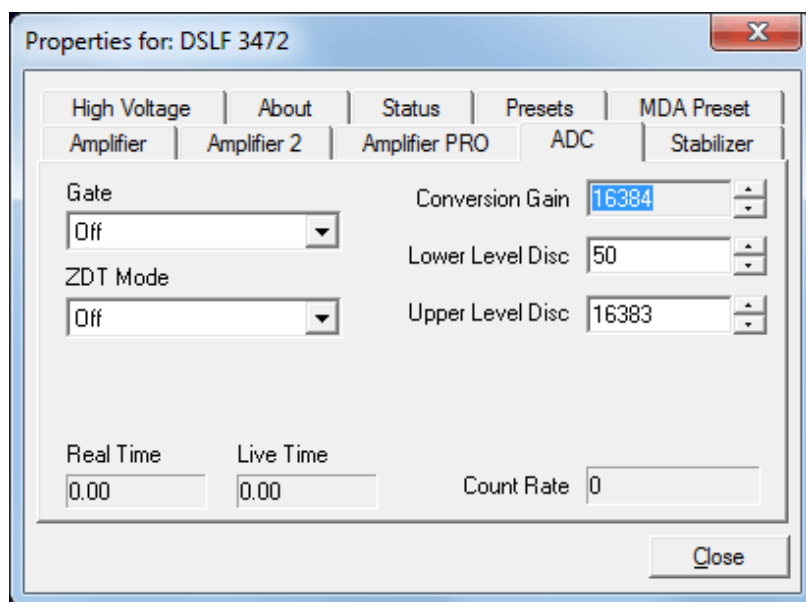 Properties for: DSLF 3472
High Voltage About Status Presets MDA Preset
Amplifier Amplifier 2 Amplifier PRO ADC Stabilizer
Gate
Off
ZDT Mode
Off
Conversion Gain 16384
Lower Level Disc 50
Upper Level Disc 16383
Real Time Live Time
0.00 0.00
Count Rate 0
Close